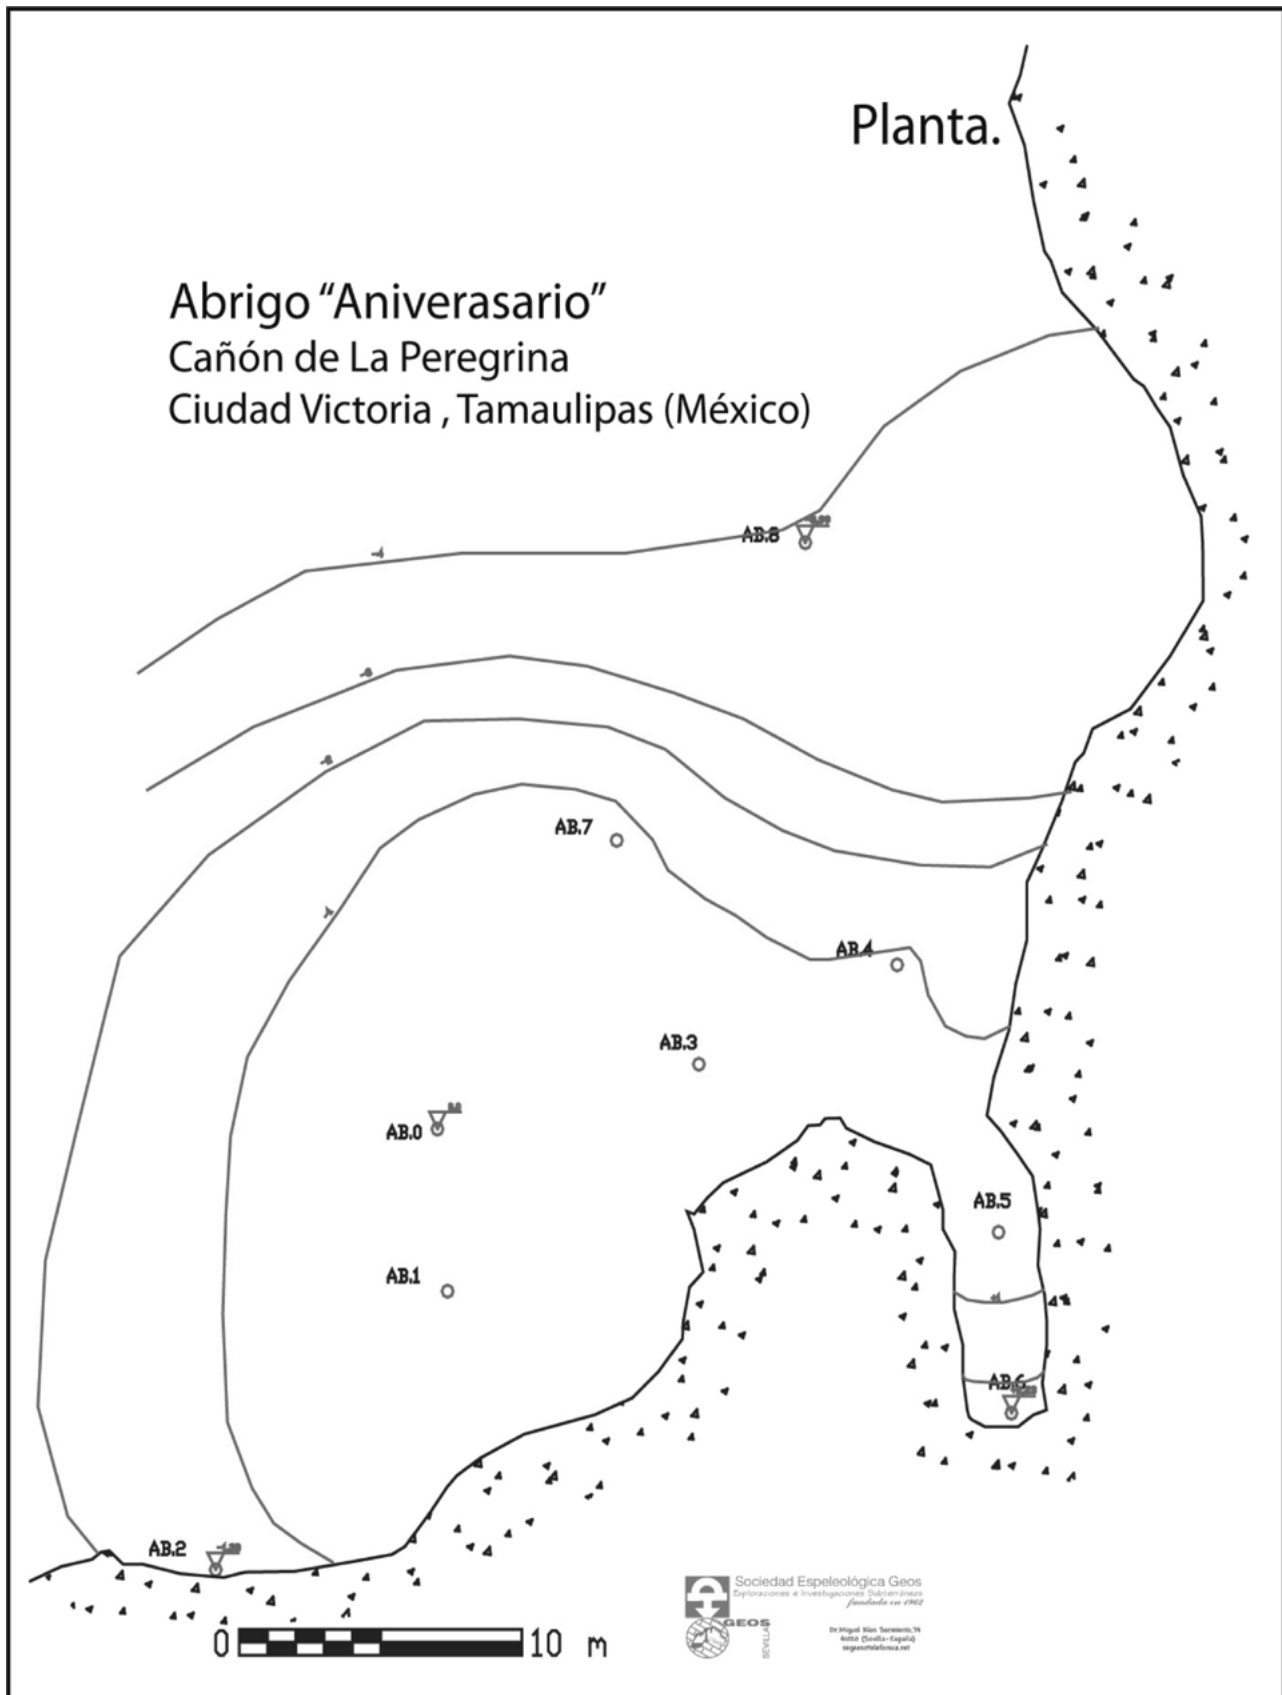 Planta.
Abrigo “Aniverasario”
Cañón de La Peregrina
Ciudad Victoria , Tamaulipas (México)
AB.8
AB.7
AB.4
AB.3
AB.0
AB.5
AB.1
AB.6
AB.2
Sociedad Espeleológica Geos
Exploraciones e Investigaciones Subterráneas
fundada en 1962
GEOS
SEVILLA
0
10 m